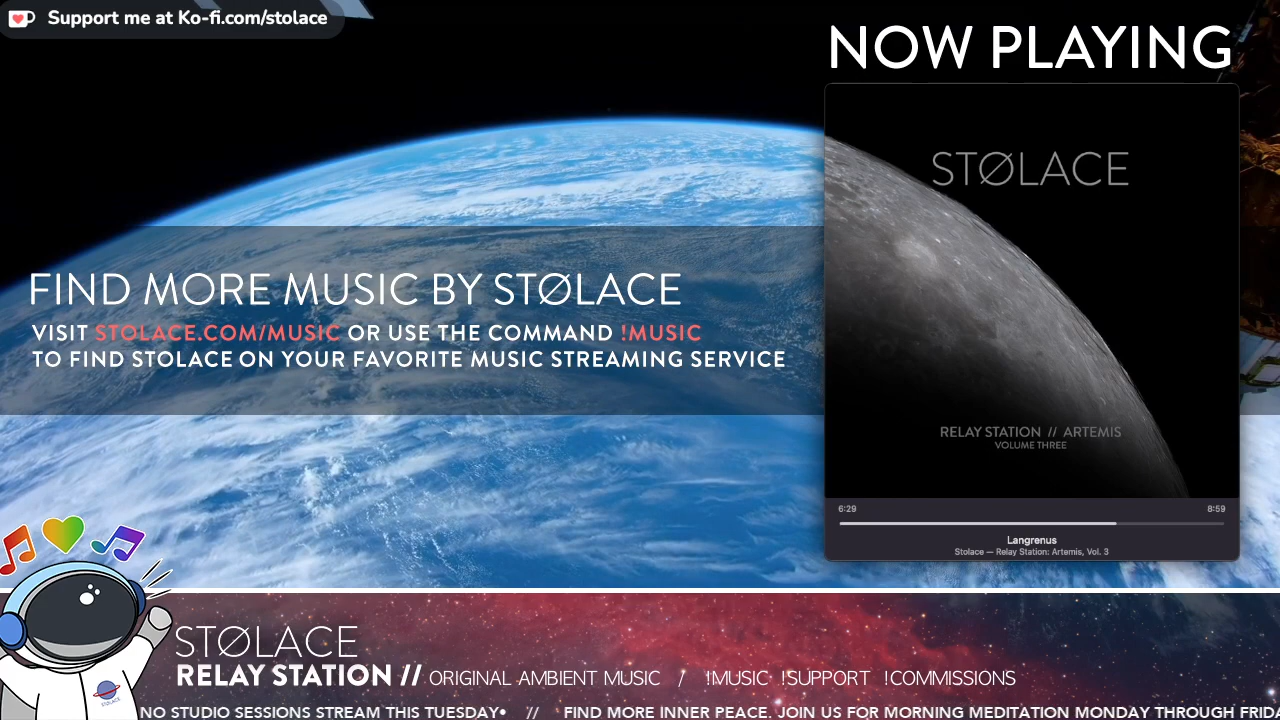 Support me at Ko-fi.com/stolace
NOW PLAYING
STØLACE
RELAY STATION // ARTEMIS
VOLUME THREE
6:29
8:59
Langrenus
Stolace — Relay Station: Artemis, Vol. 3
FIND MORE MUSIC BY STØLACE
VISIT STOLACE.COM/MUSIC OR USE THE COMMAND !MUSIC
TO FIND STOLACE ON YOUR FAVORITE MUSIC STREAMING SERVICE
STØLACE
RELAY STATION // ORIGINAL AMBIENT MUSIC / !MUSIC !SUPPORT !COMMISSIONS
STØLACE
NO STUDIO SESSIONS STREAM THIS TUESDAY• // FIND MORE INNER PEACE. JOIN US FOR MORNING MEDITATION MONDAY THROUGH FRIDA